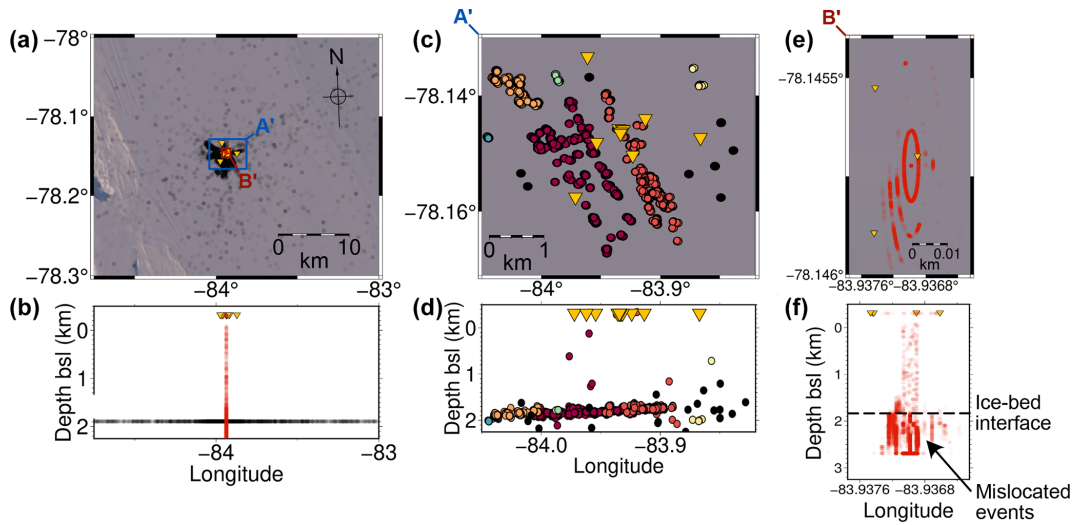 (a)
−78°
−78.1°
−78.2°
−78.3°
N
A'
B'
0 10
km
−84°
−83°
(b)
Depth bsl (km)
0
1
2
−84
−83
Longitude
A'
(c)
−78.14°
−78.16°
0 1
km
−84°
−83.9°
(d)
Depth bsl (km)
0
1
2
−84.0
−83.9
Longitude
B'
(e)
−78.1455°
−78.146°
0 0.01
km
−83.9376 −83.9368
(f)
Depth bsl (km)
0
1
2
3
−83.9376 −83.9368
Longitude
Ice-bed
interface
Mislocated
events